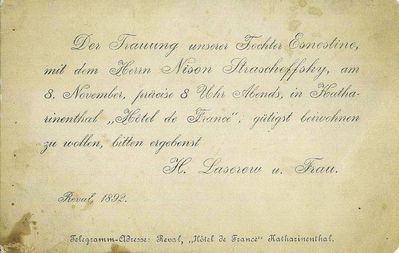 Der Trauung unserer Tochter Ernestine,
mit dem Herrn Nison Straschoffsky, am
8. November, präcise 8 Uhr Abends, in Katha-
rinenthal „Hôtel de France", gütigst beiwohnen
zu wollen, bitten ergebenst
H. Laserow u. Frau.
Reval, 1892.
Telegramm-Adresse: Reval, „Hôtel de France" Katharinenthal.